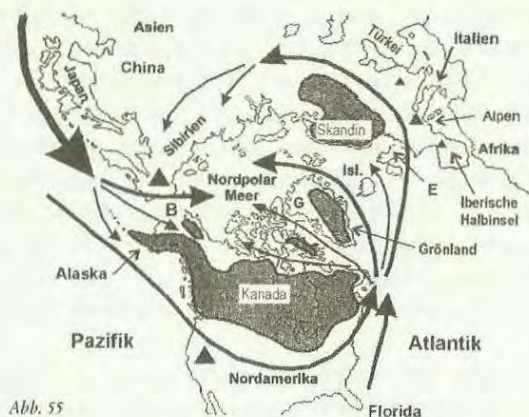 Asien
China
Japan
Türkei
Italien
Alpen
Afrika
Iberische
Halbinsel
Skandin
Sibirien
Nordpolar
Meer
Isl.
E
G
B
Grönland
Alaska
Kanada
Pazifik
Atlantik
Nordamerika
Florida
Abb. 55